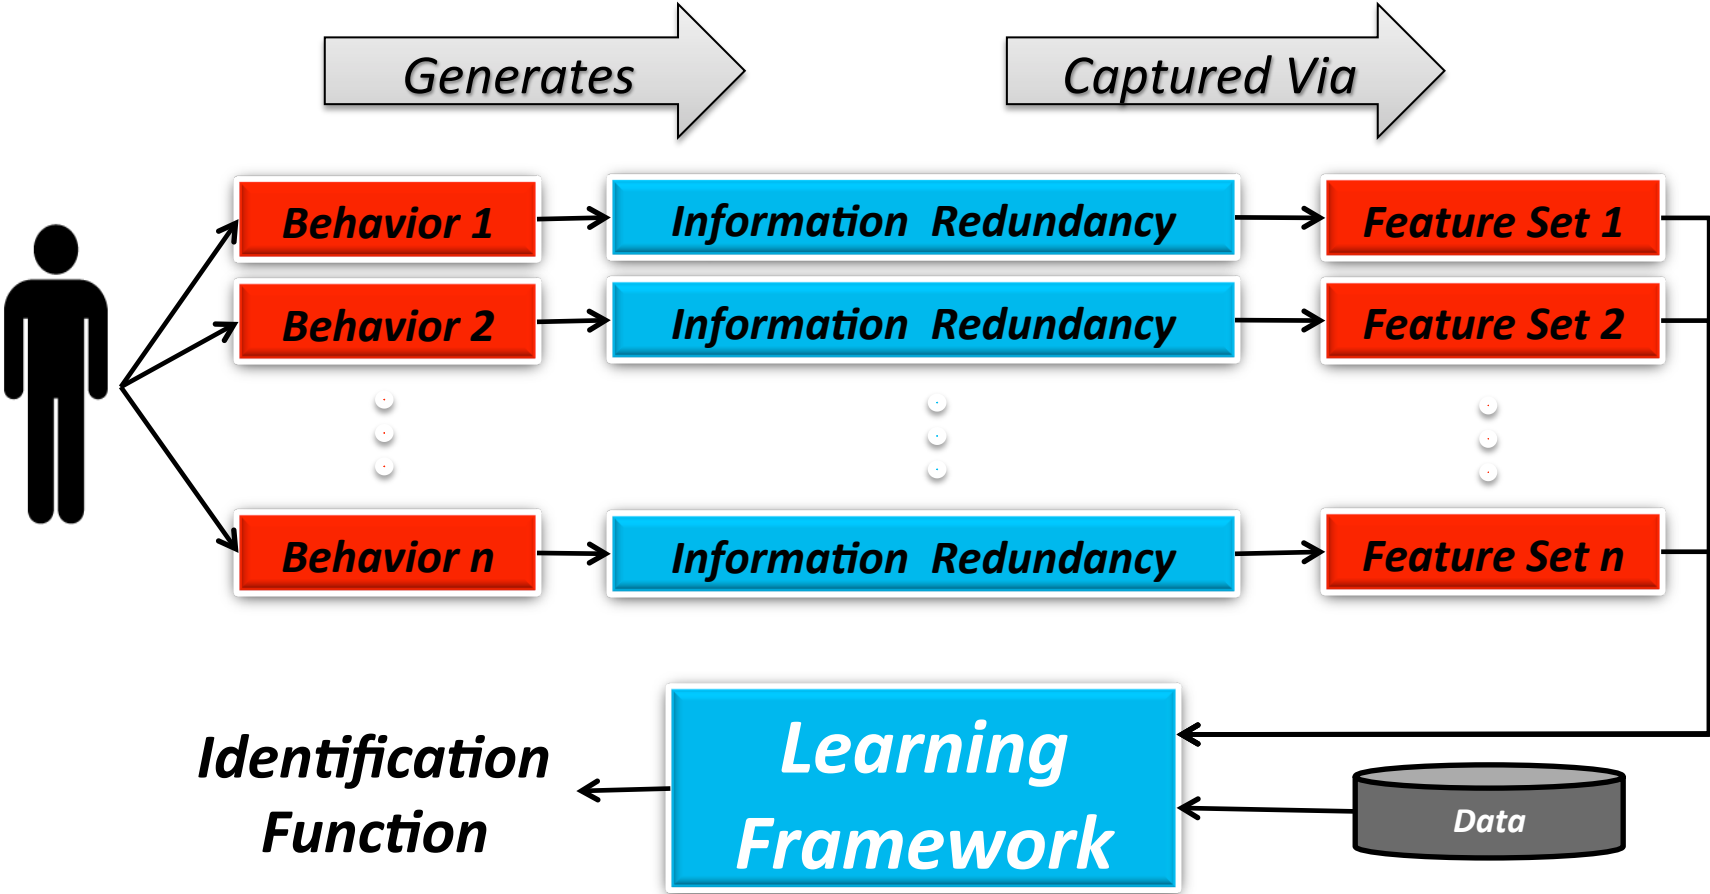 Generates
Captured Via
Behavior 1
Information Redundancy
Feature Set 1
Behavior 2
Information Redundancy
Feature Set 2
Behavior n
Information Redundancy
Feature Set n
Learning
Framework
Identification
Function
Data